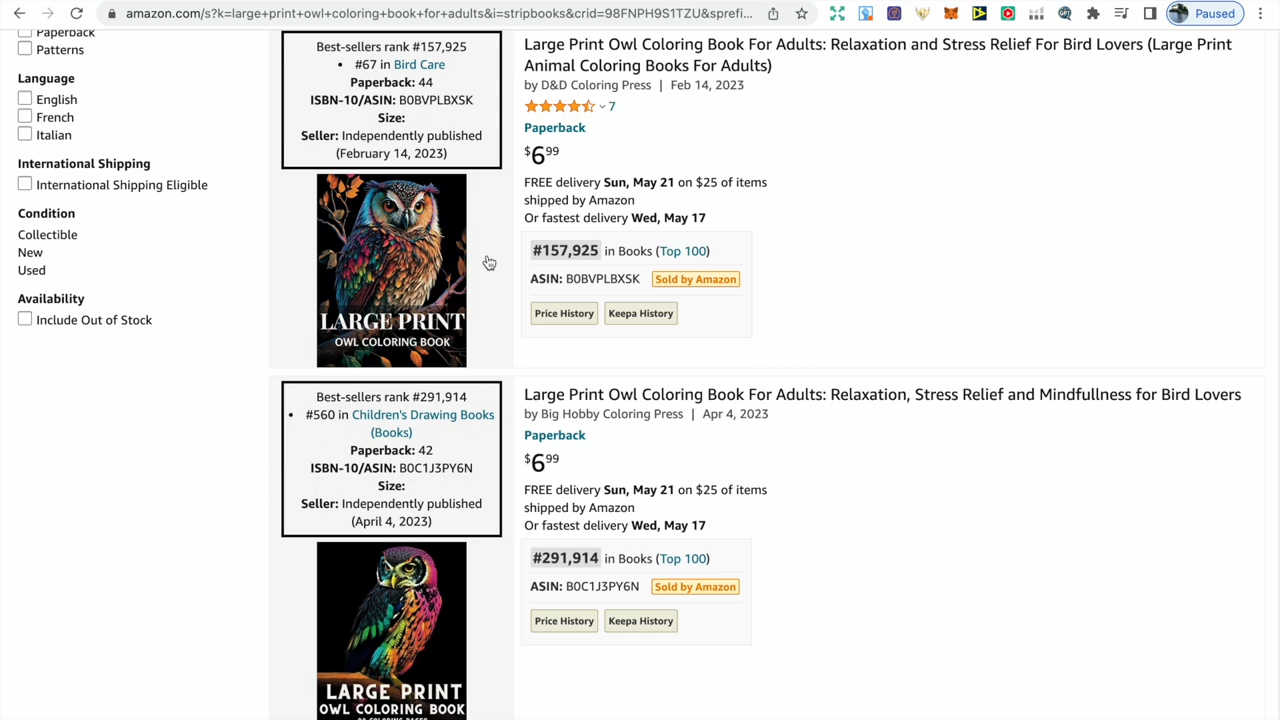 amazon.com/s?k=large+print+owl+coloring+book+for+adults&i=stripbooks&crid=98FNPH9S1TZU&sprefi...
Paused
Paperback
Patterns
Language
English
French
Italian
International Shipping
International Shipping Eligible
Condition
Collectible
New
Used
Availability
Include Out of Stock
Best-sellers rank #157,925
• #67 in Bird Care
Paperback: 44
ISBN-10/ASIN: B0BVPLBXSK
Size:
Seller: Independently published
(February 14, 2023)
LARGE PRINT
OWL COLORING BOOK
Large Print Owl Coloring Book For Adults: Relaxation and Stress Relief For Bird Lovers (Large Print
Animal Coloring Books For Adults)
by D&D Coloring Press | Feb 14, 2023
7
Paperback
$699
FREE delivery Sun, May 21 on $25 of items
shipped by Amazon
Or fastest delivery Wed, May 17
#157,925 in Books (Top 100)
ASIN: B0BVPLBXSK Sold by Amazon
Price History Keepa History
Best-sellers rank #291,914
• #560 in Children's Drawing Books
(Books)
Paperback: 42
ISBN-10/ASIN: B0C1J3PY6N
Size:
Seller: Independently published
(April 4, 2023)
LARGE PRINT
OWL COLORING BOOK
Large Print Owl Coloring Book For Adults: Relaxation, Stress Relief and Mindfullness for Bird Lovers
by Big Hobby Coloring Press | Apr 4, 2023
Paperback
$699
FREE delivery Sun, May 21 on $25 of items
shipped by Amazon
Or fastest delivery Wed, May 17
#291,914 in Books (Top 100)
ASIN: B0C1J3PY6N Sold by Amazon
Price History Keepa History